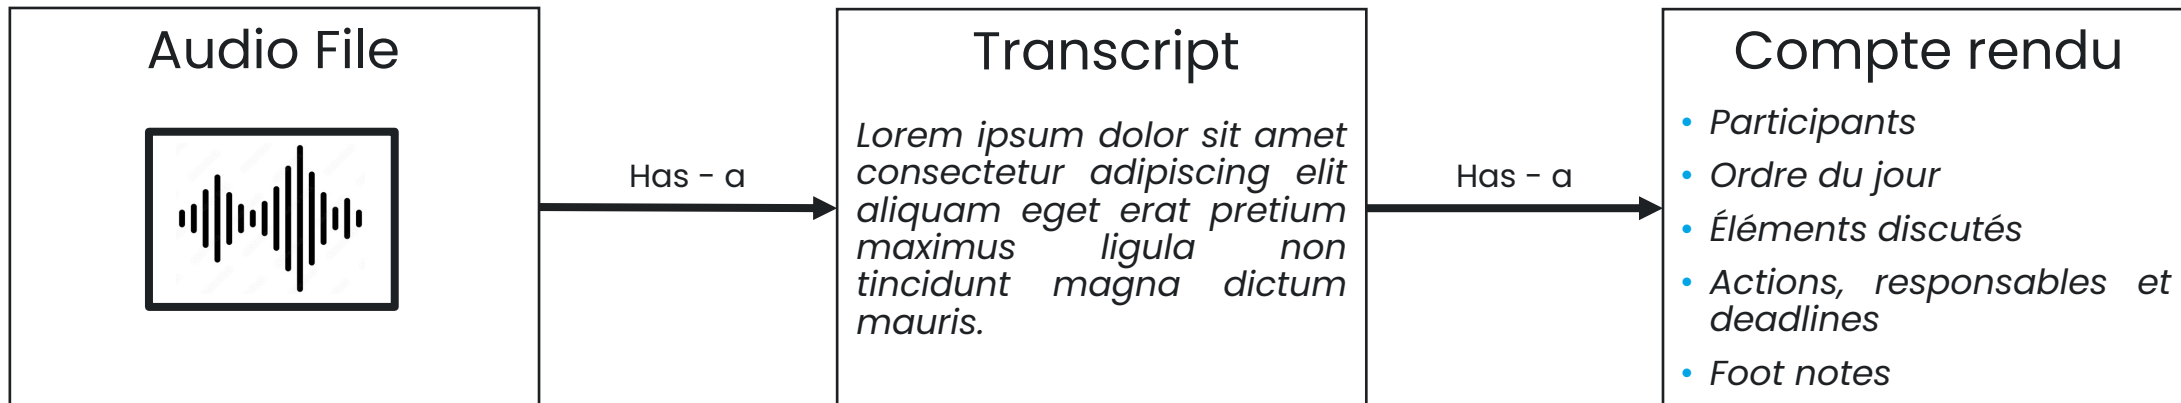 Audio File
Has - a
Transcript
Lorem ipsum dolor sit amet
consectetur adipiscing elit
aliquam eget erat pretium
maximus ligula non
tincidunt magna dictum
mauris.
Has - a
Compte rendu
• Participants
• Ordre du jour
• Éléments discutés
• Actions, responsables et
deadlines
• Foot notes